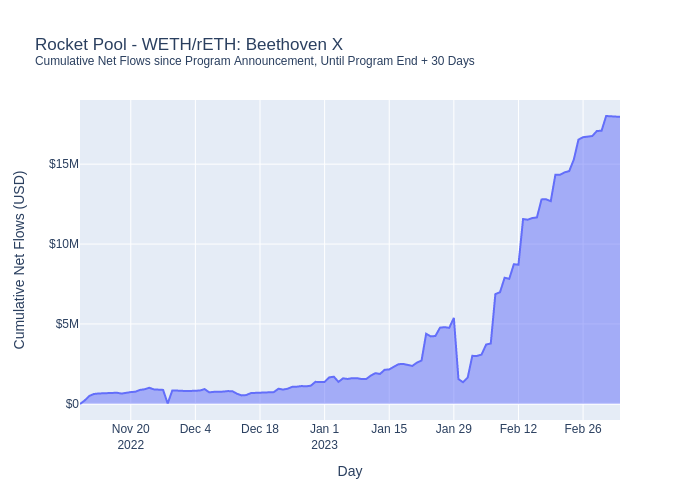 Rocket Pool - WETH/rETH: Beethoven X
Cumulative Net Flows since Program Announcement, Until Program End + 30 Days
Cumulative Net Flows (USD)
$15M
$10M
$5M
$0
Nov 20 Dec 4 Dec 18 Jan 1 Jan 15 Jan 29 Feb 12 Feb 26
2022 2023
Day